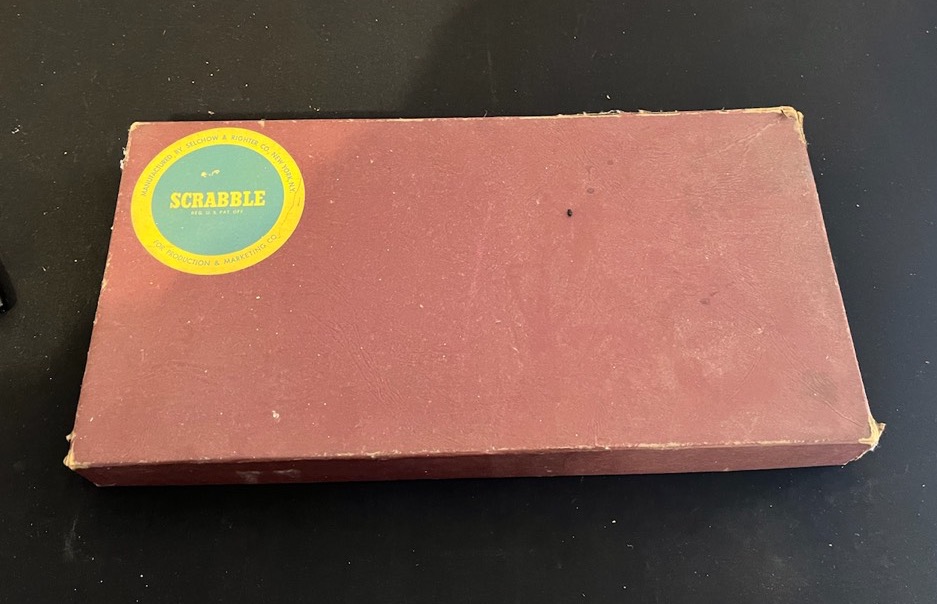 MANUFACTURED BY SELCHOW & RIGHTER CO. NEW YORK, N.Y.
SCRABBLE
REG. U.S. PAT. OFF.
FOR PRODUCTION & MARKETING CO.